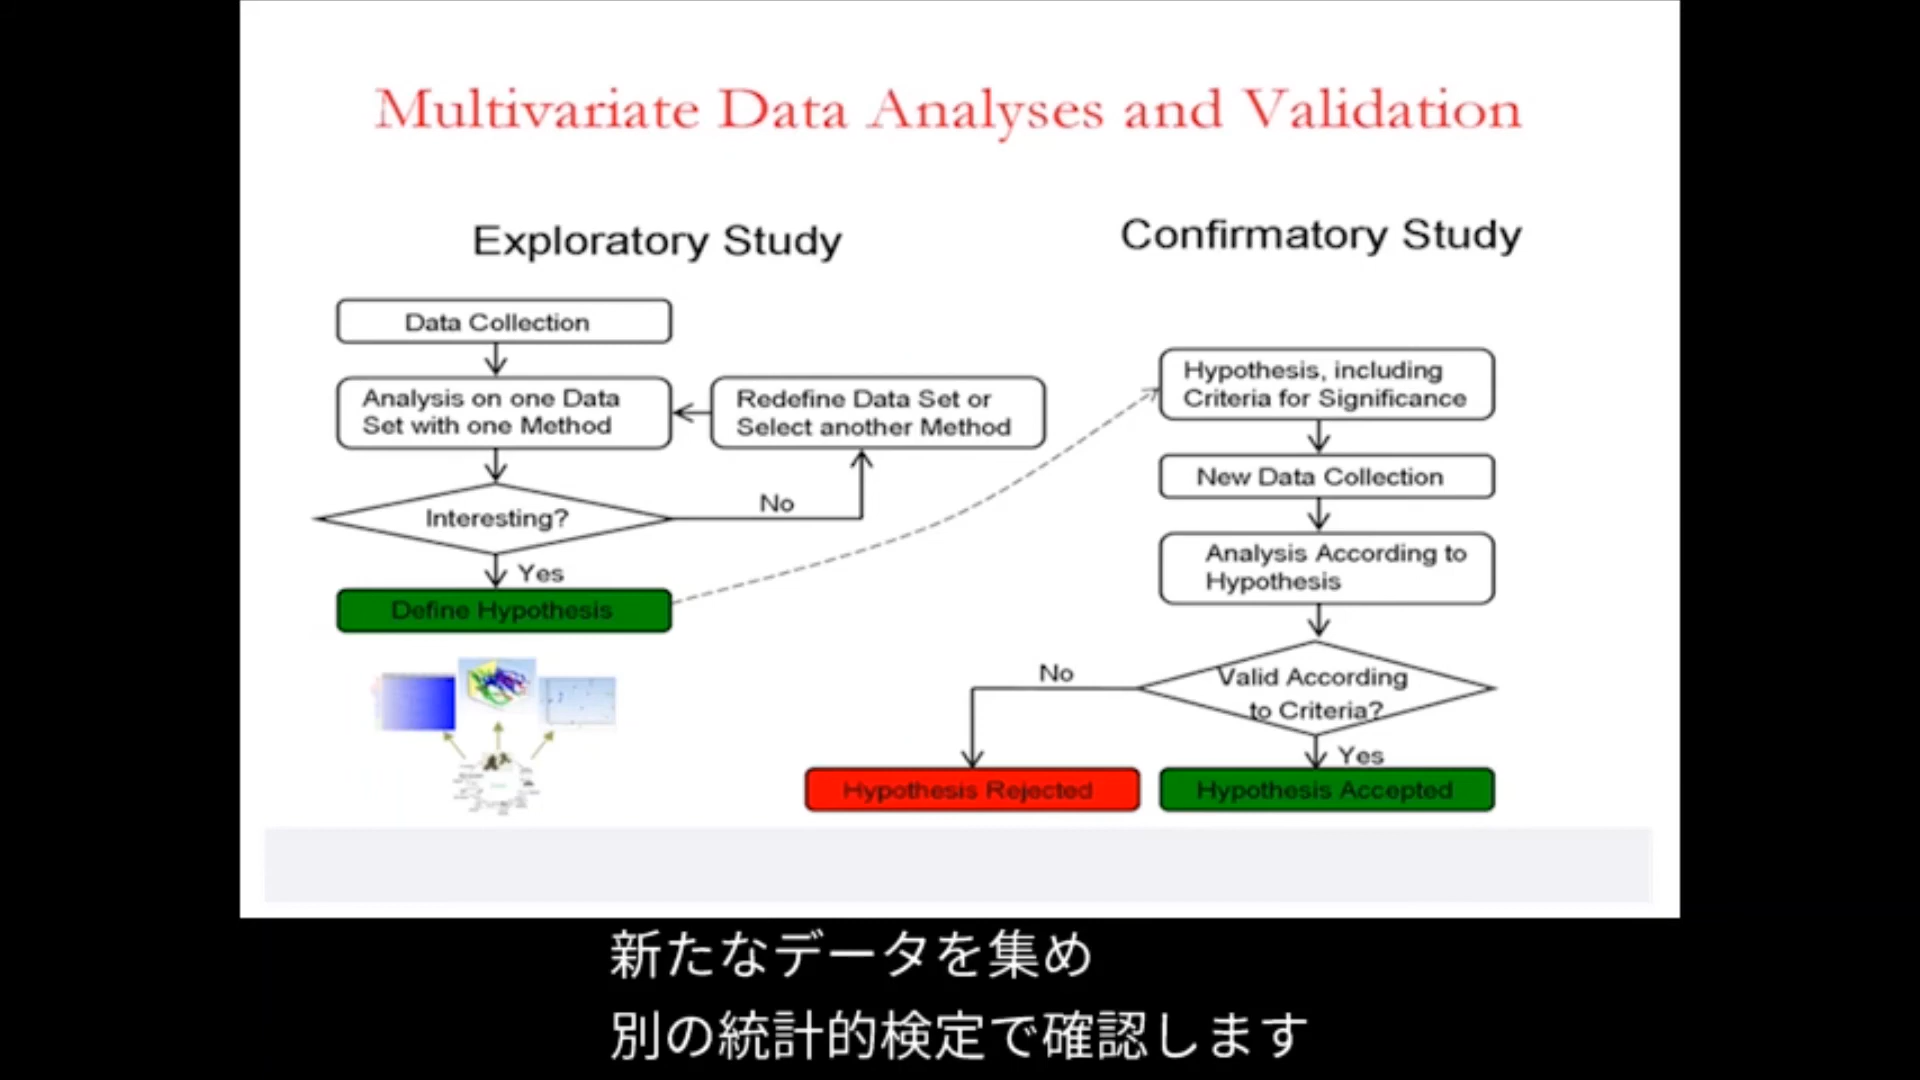 Multivariate Data Analyses and Validation
Exploratory Study
Data Collection
Analysis on one Data
Set with one Method
Redefine Data Set or
Select another Method
Interesting?
No
Yes
Define Hypothesis
Confirmatory Study
Hypothesis, including
Criteria for Significance
New Data Collection
Analysis According to
Hypothesis
Valid According
to Criteria?
No
Yes
Hypothesis Rejected
Hypothesis Accepted
新たなデータを集め
別の統計的検定で確認します